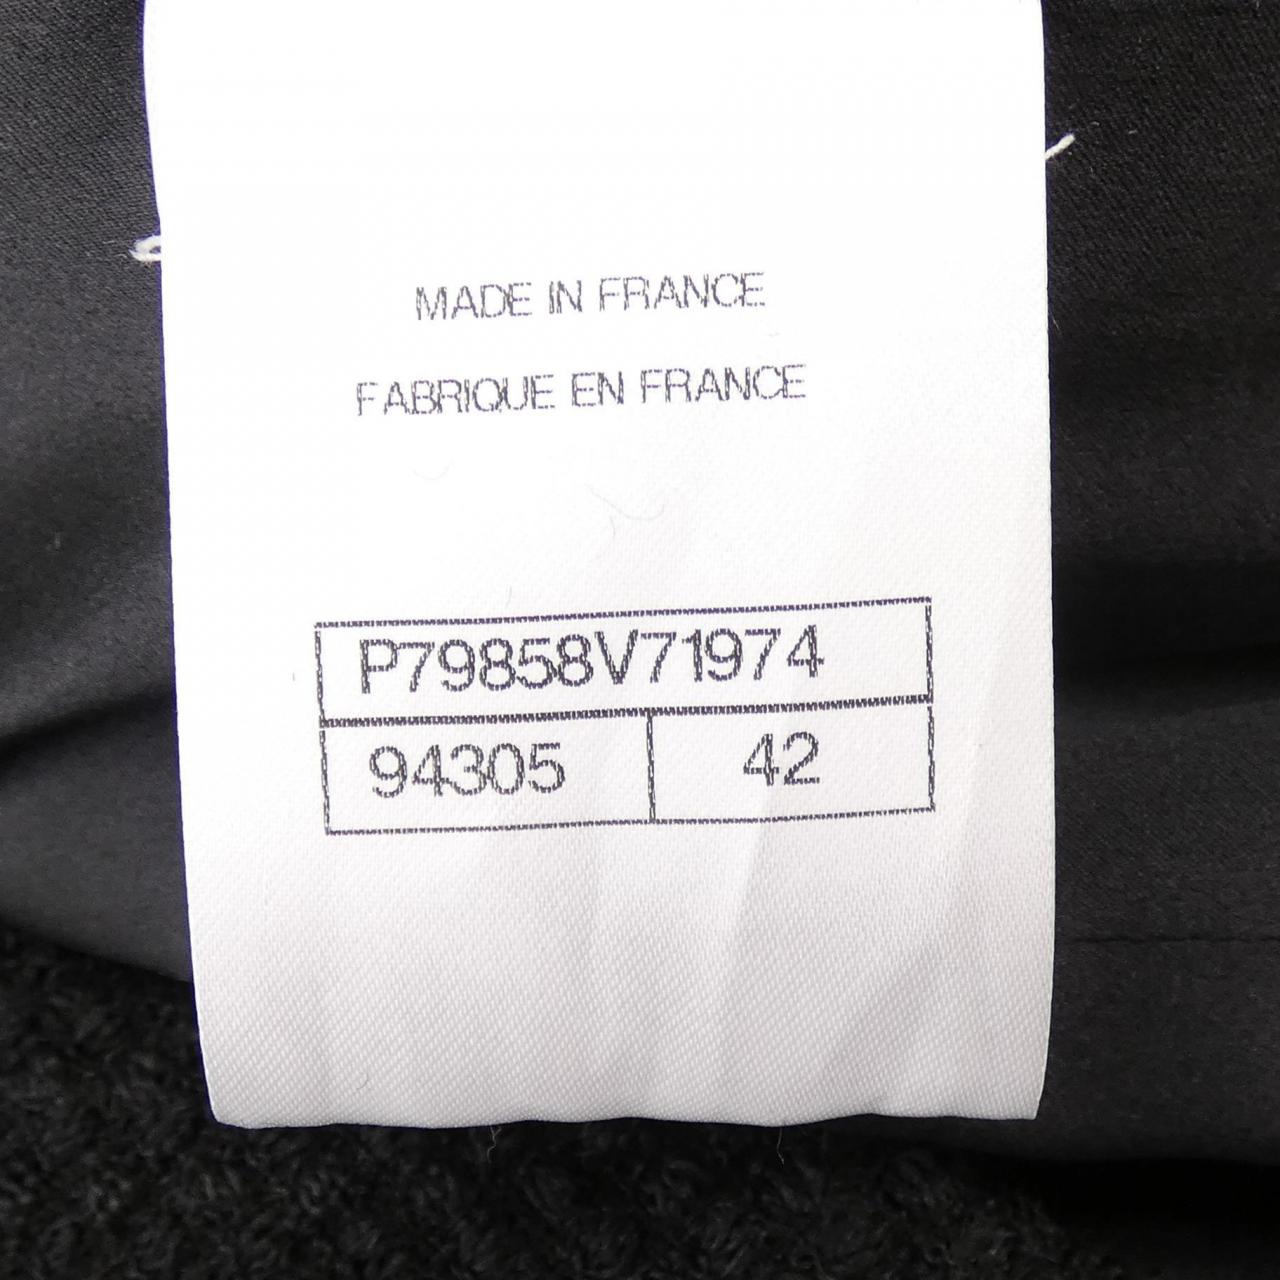 MADE IN FRANCE
FABRIQUE EN FRANCE
P79858V71974
94305 42